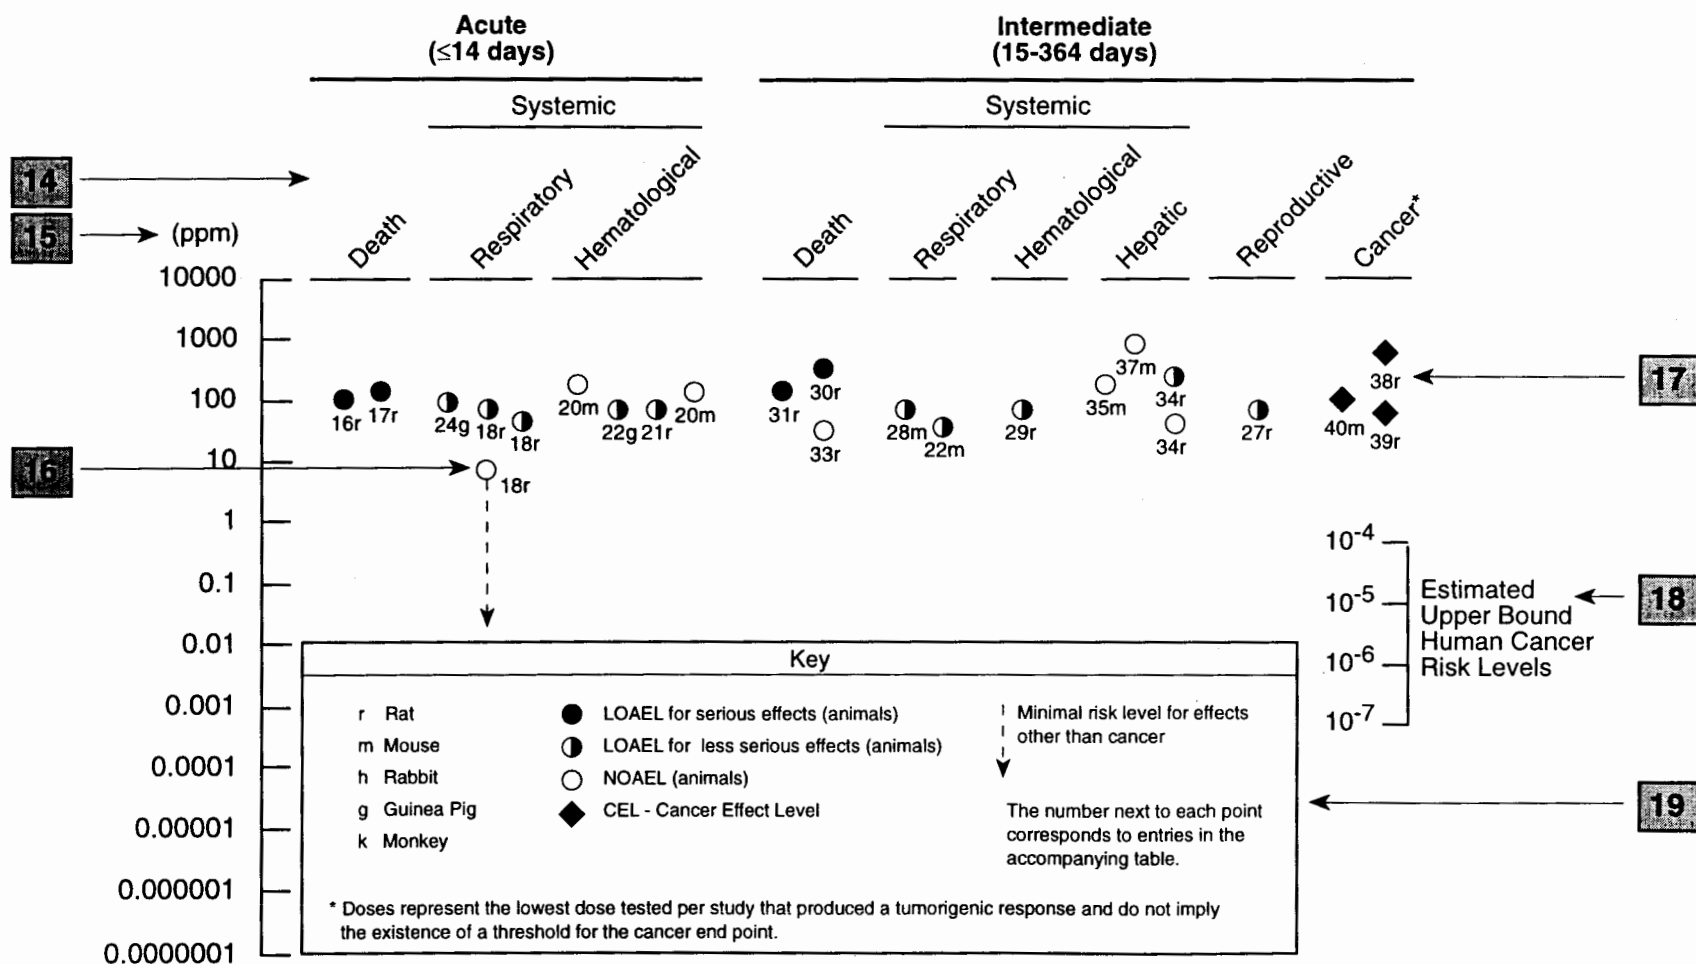 Acute
(≤14 days)
Intermediate
(15-364 days)
Systemic
Systemic
14
15
(ppm)
Death
Respiratory
Hematological
Death
Respiratory
Hematological
Hepatic
Reproductive
Cancer*
10000
1000
100
10
1
0.1
0.01
0.001
0.0001
0.00001
0.000001
0.0000001
16r
17r
24g
18r
18r
18r
20m
22g
21r
20m
31r
30r
33r
28m
22m
29r
37m
35m
34r
34r
27r
40m
38r
39r
16
17
10-4
10-5
10-6
10-7
Estimated
Upper Bound
Human Cancer
Risk Levels
18
19
Key
r Rat
m Mouse
h Rabbit
g Guinea Pig
k Monkey
LOAEL for serious effects (animals)
LOAEL for less serious effects (animals)
NOAEL (animals)
CEL - Cancer Effect Level
Minimal risk level for effects
other than cancer
The number next to each point
corresponds to entries in the
accompanying table.
* Doses represent the lowest dose tested per study that produced a tumorigenic response and do not imply
the existence of a threshold for the cancer end point.